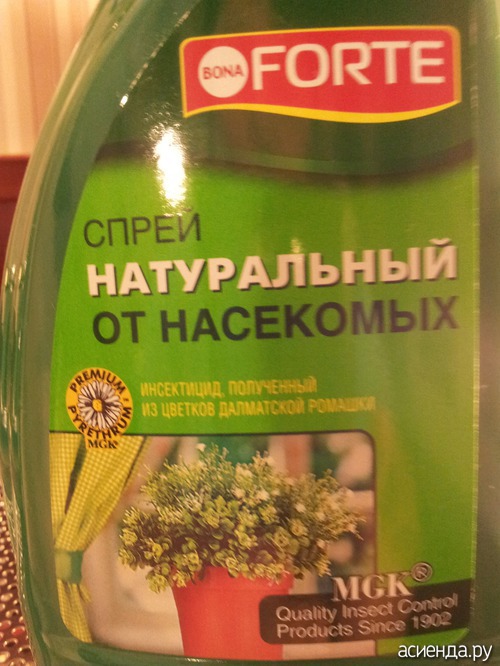 BONA
FORTE
СПРЕЙ
НАТУРАЛЬНЫЙ
ОТ НАСЕКОМЫХ
PREMIUM
PYRETHRUM
MGK
ИНСЕКТИЦИД, ПОЛУЧЕННЫЙ
ИЗ ЦВЕТКОВ ДАЛМАТСКОЙ РОМАШКИ
MGK®
Quality Insect Control
Products Since 1902
асиенда.ру